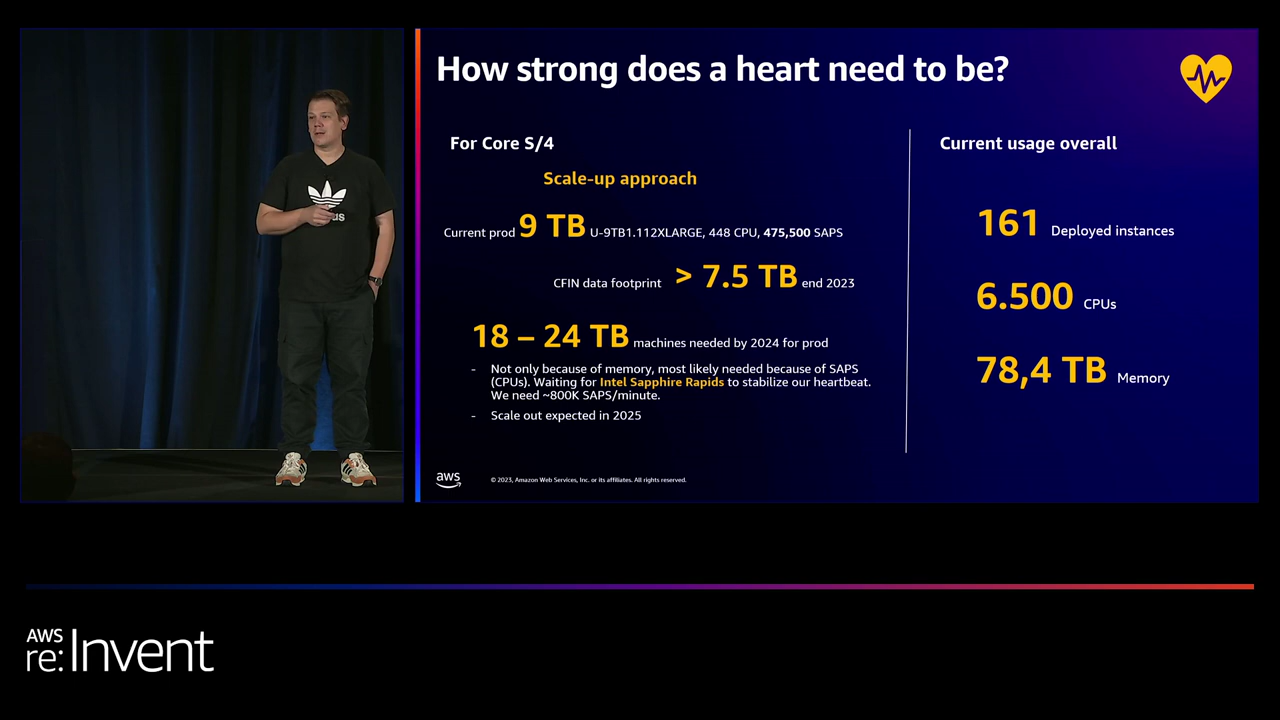 How strong does a heart need to be?
For Core S/4
Scale-up approach
Current prod 9 TB U-9TB1.112XLARGE, 448 CPU, 475,500 SAPS
CFIN data footprint > 7.5 TB end 2023
18 – 24 TB machines needed by 2024 for prod
- Not only because of memory, most likely needed because of SAPS
(CPUs). Waiting for Intel Sapphire Rapids to stabilize our heartbeat.
We need ~800K SAPS/minute.
- Scale out expected in 2025
Current usage overall
161 Deployed instances
6.500 CPUs
78,4 TB Memory
aws
© 2023, Amazon Web Services, Inc. or its affiliates. All rights reserved.
AWS
re:Invent